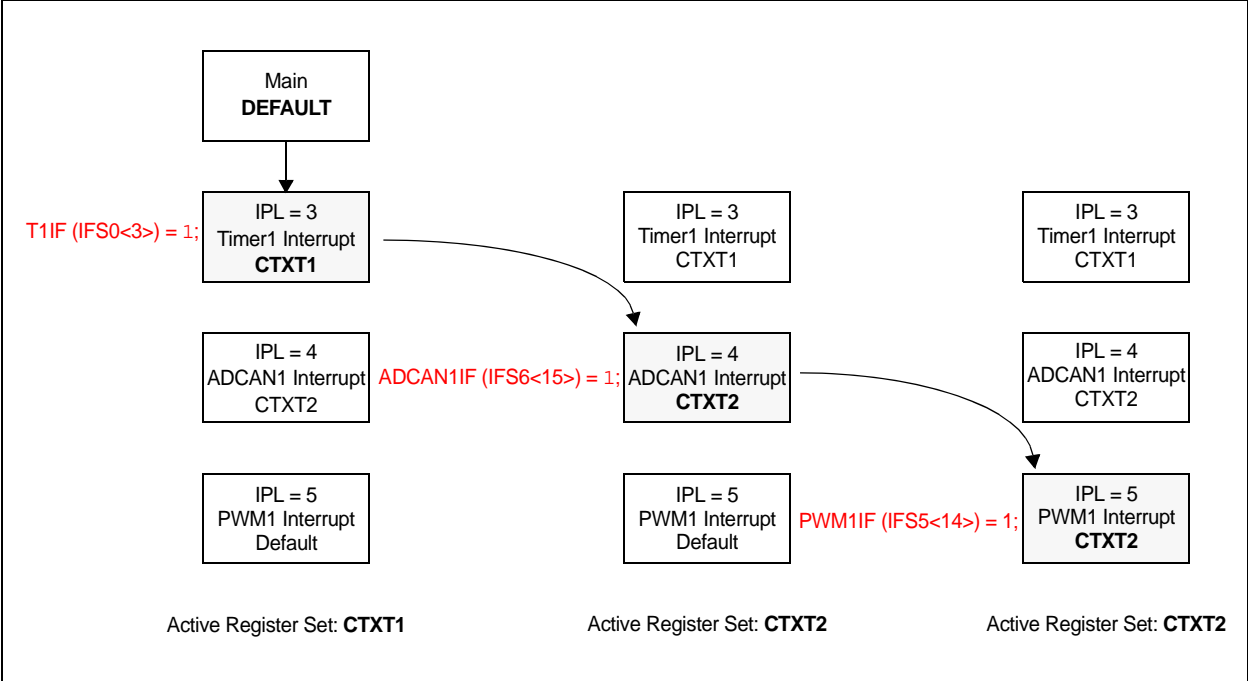 Main
DEFAULT
T1IF (IFS0<3>) = 1;
IPL = 3
Timer1 Interrupt
CTXT1
IPL = 3
Timer1 Interrupt
CTXT1
IPL = 3
Timer1 Interrupt
CTXT1
IPL = 4
ADCAN1 Interrupt
CTXT2
ADCAN1IF (IFS6<15>) = 1;
IPL = 4
ADCAN1 Interrupt
CTXT2
IPL = 4
ADCAN1 Interrupt
CTXT2
IPL = 5
PWM1 Interrupt
Default
IPL = 5
PWM1 Interrupt
Default
PWM1IF (IFS5<14>) = 1;
IPL = 5
PWM1 Interrupt
CTXT2
Active Register Set: CTXT1
Active Register Set: CTXT2
Active Register Set: CTXT2